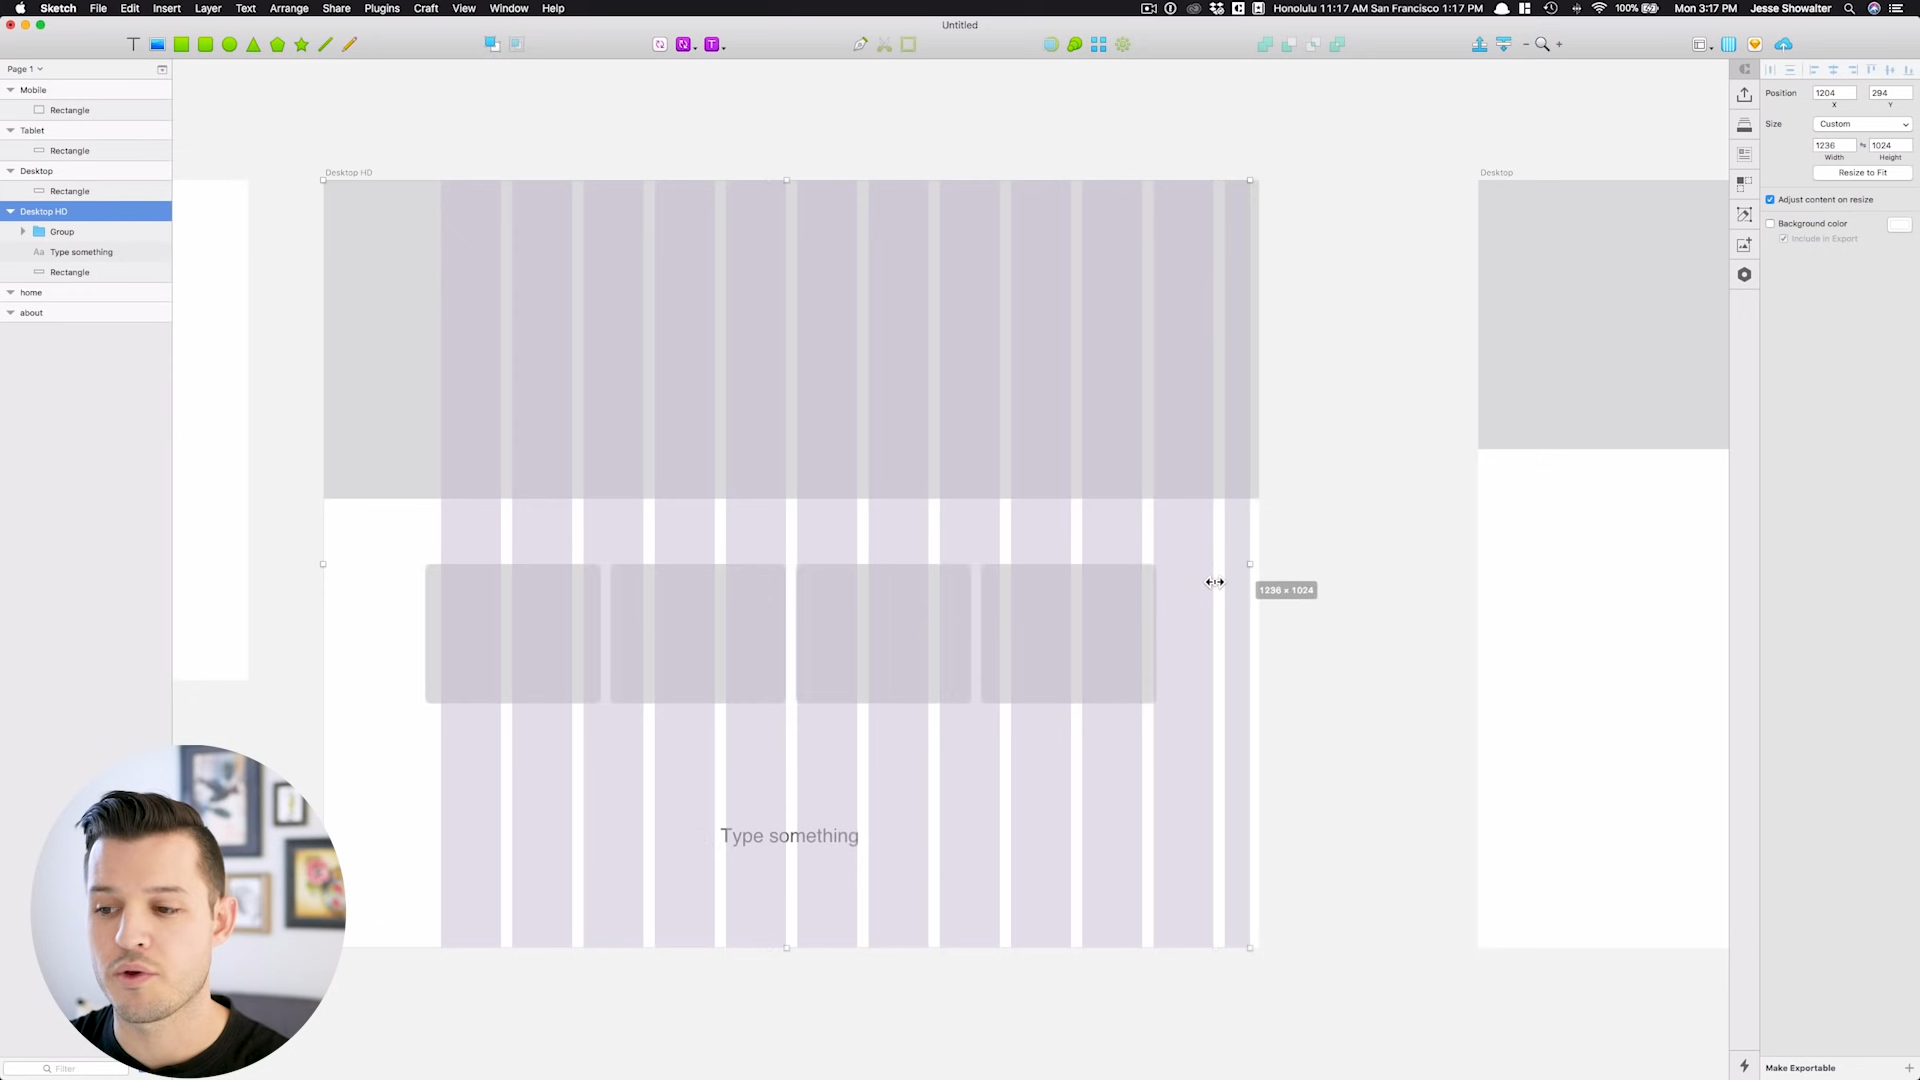 Sketch File Edit Insert Layer Text Arrange Share Plugins Craft View Window Help
Honolulu 11:17 AM San Francisco 1:17 PM 100% Mon 3:17 PM Jesse Showalter
Untitled
Page 1
Mobile
Rectangle
Tablet
Rectangle
Desktop
Rectangle
Desktop HD
Group
Aa Type something
Rectangle
home
about
Filter
Desktop HD
Desktop
1236 × 1024
Type something
Position 1204 294
X Y
Size Custom
1236 1024
Width Height
Resize to Fit
Adjust content on resize
Background color
Include in Export
Make Exportable